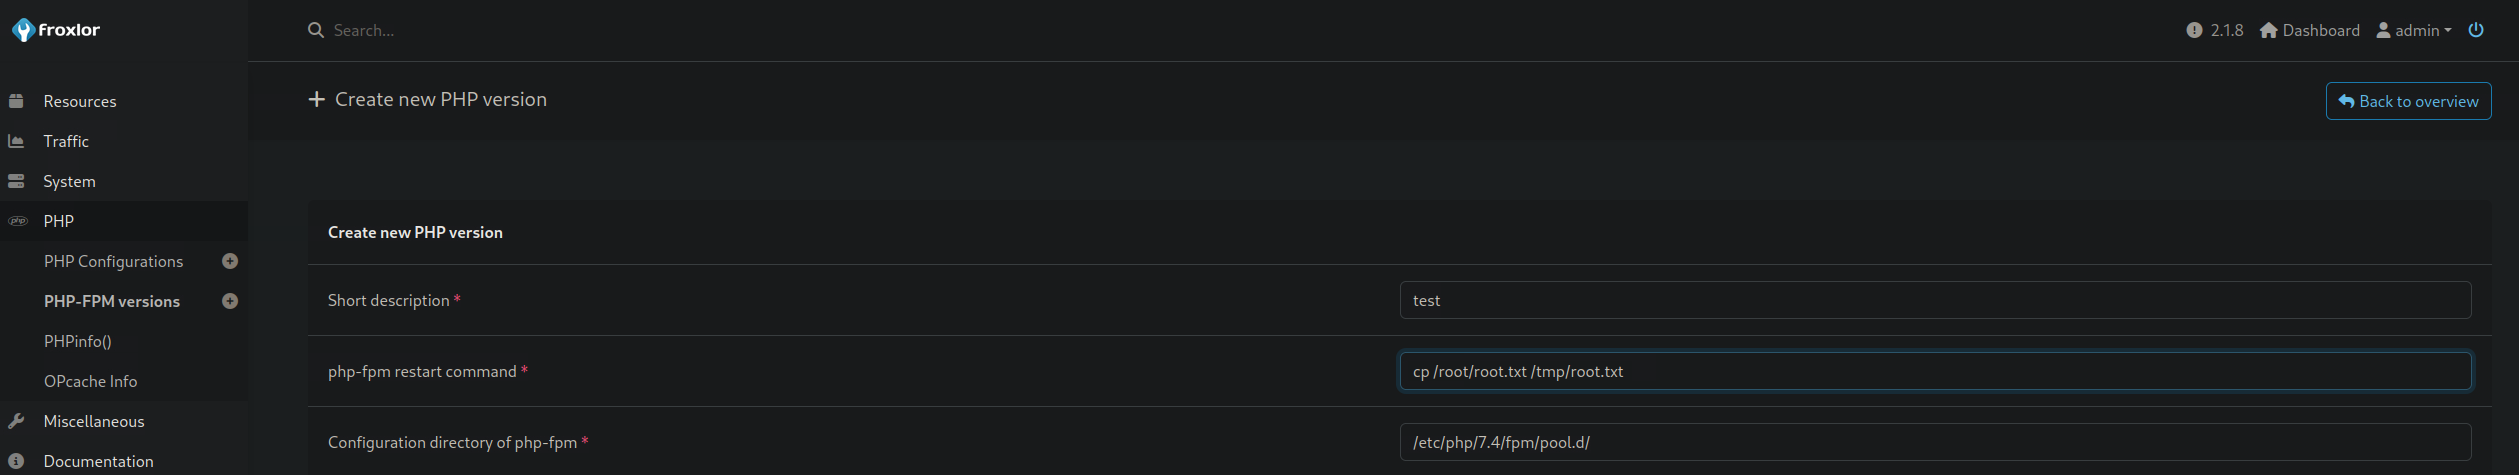 froxlor
Search...
2.1.8 Dashboard admin
Create new PHP version
Back to overview
Resources
Traffic
System
php PHP
PHP Configurations
PHP-FPM versions
PHPinfo()
OPcache Info
Miscellaneous
Documentation
Create new PHP version
Short description *
test
php-fpm restart command *
cp /root/root.txt /tmp/root.txt
Configuration directory of php-fpm *
/etc/php/7.4/fpm/pool.d/